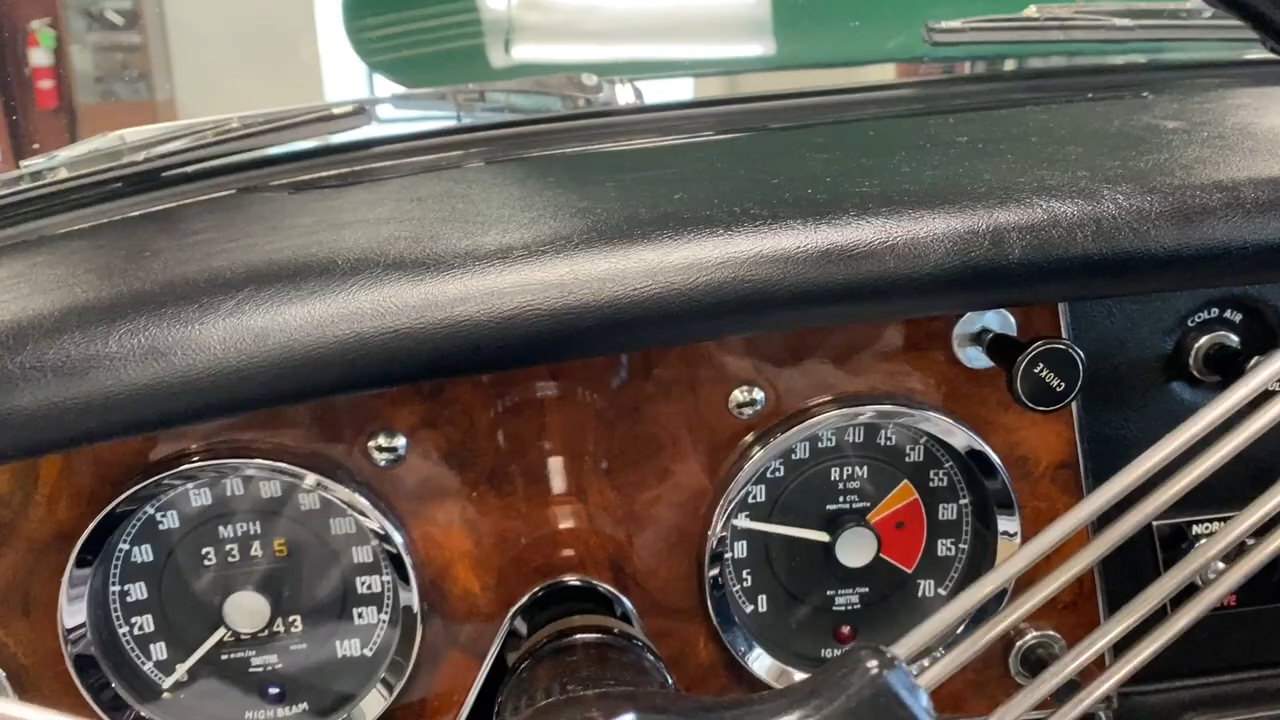 COLD AIR
CHOKE
10 20 30 40 50 60 70 80 90 100 110 120 130 140
MPH
3345
SMITHS
HIGH BEAM
0 5 10 15 20 25 30 35 40 45 50 55 60 65 70
RPM
X 100
6 CYL
POSITIVE EARTH
SMITHS